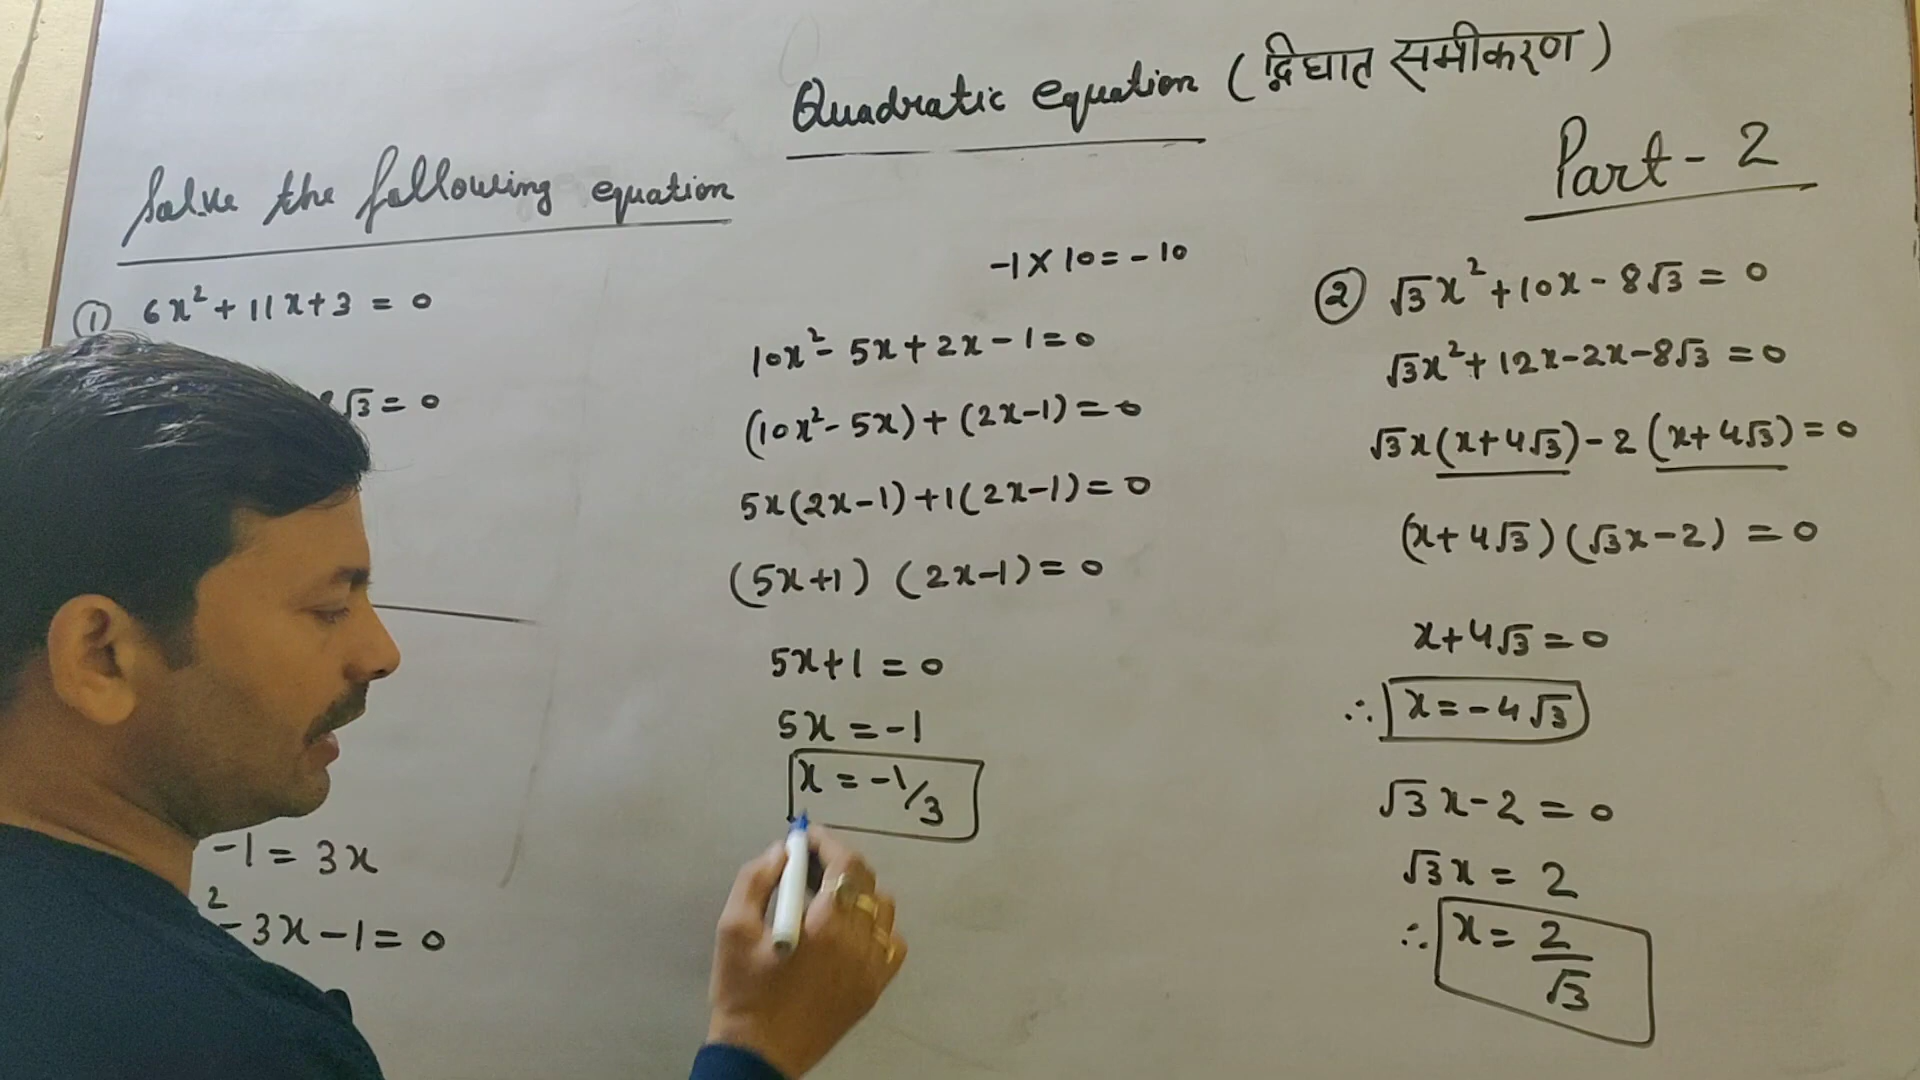 Quadratic equation (द्विघात समीकरण)
Part - 2
Solve the following equation
① 6x² + 11x + 3 = 0
8√3 = 0
-1 = 3x
² - 3x - 1 = 0
-1 × 10 = -10
10x² - 5x + 2x - 1 = 0
(10x² - 5x) + (2x - 1) = 0
5x(2x - 1) + 1(2x - 1) = 0
(5x + 1) (2x - 1) = 0
5x + 1 = 0
5x = -1
x = -1/3
② √3x² + 10x - 8√3 = 0
√3x² + 12x - 2x - 8√3 = 0
√3x(x + 4√3) - 2(x + 4√3) = 0
(x + 4√3)(√3x - 2) = 0
x + 4√3 = 0
∴ x = -4√3
√3x - 2 = 0
√3x = 2
∴ x = 2/√3